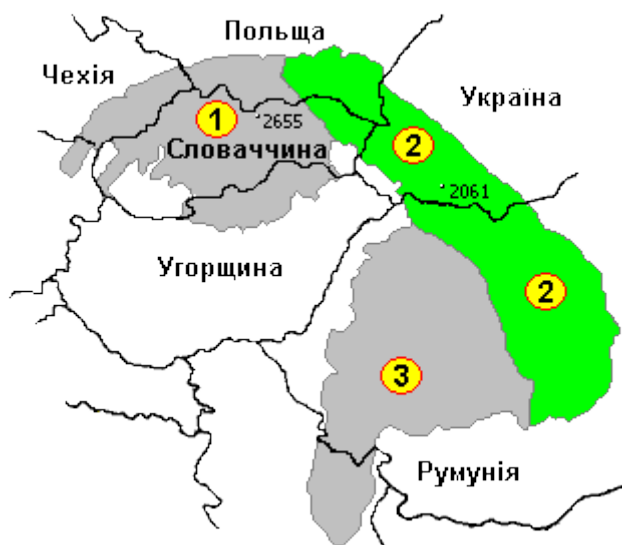 Польща
Чехія
Україна
1
2655
2
Словаччина
2061
Угорщина
2
3
Румунія